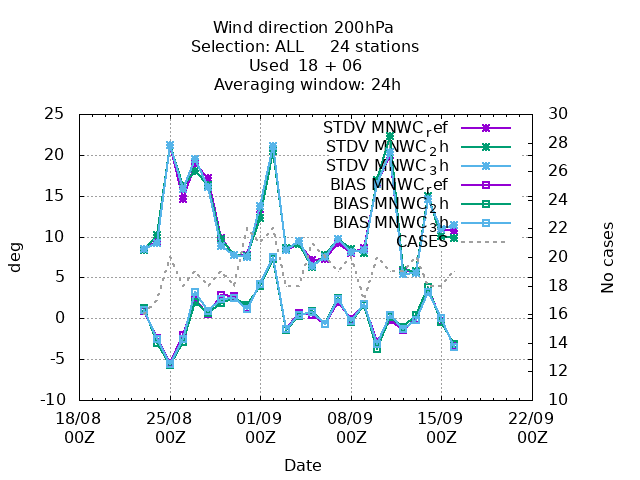 Wind direction 200hPa
Selection: ALL 24 stations
Used 18 + 06
Averaging window: 24h
25 20 15 10 5 0 -5 -10
deg
30 28 26 24 22 20 18 16 14 12 10
No cases
STDV MNWC_ref
STDV MNWC_2h
STDV MNWC_3h
BIAS MNWC_ref
BIAS MNWC_2h
BIAS MNWC_3h
CASES
18/08 25/08 01/09 08/09 15/09 22/09
00Z 00Z 00Z 00Z 00Z 00Z
Date